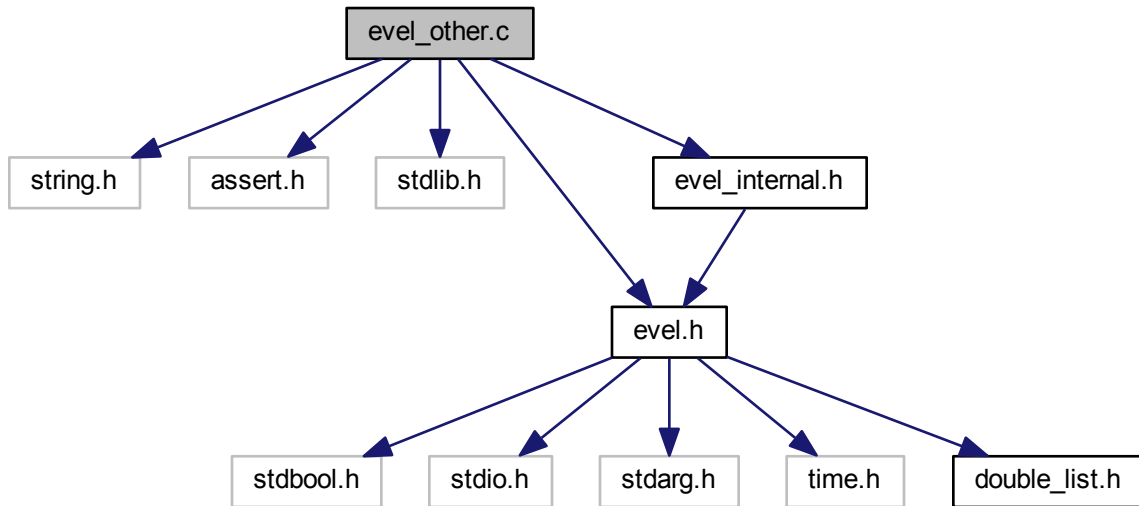 evel_other.c
string.h
assert.h
stdlib.h
evel_internal.h
evel.h
stdbool.h
stdio.h
stdarg.h
time.h
double_list.h